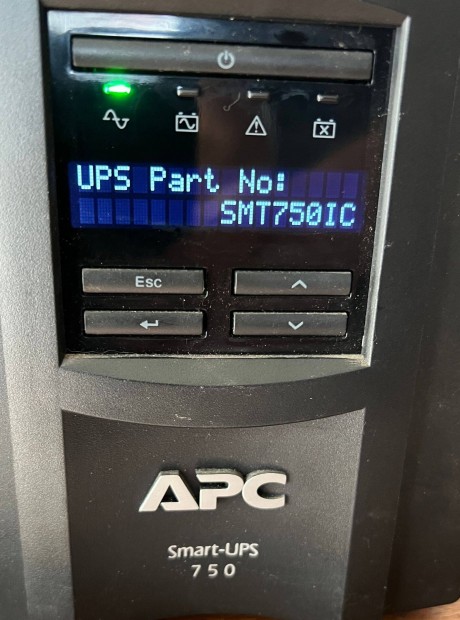 UPS Part No:
SMT750IC
Esc
APC
Smart-UPS
750